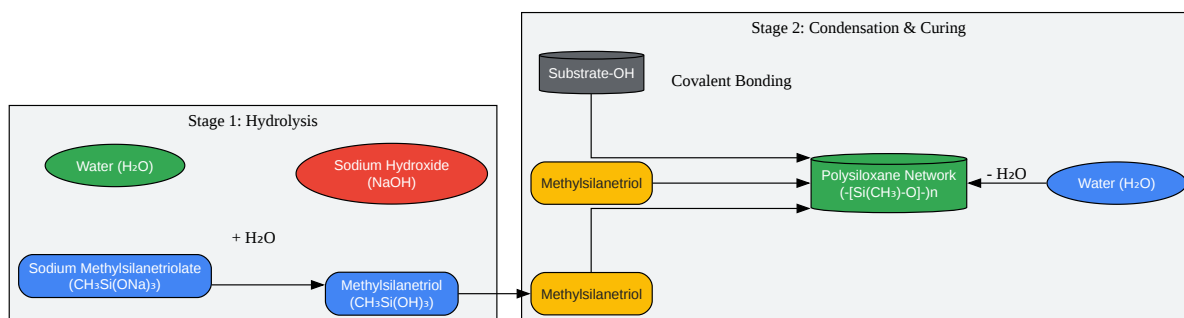 Stage 1: Hydrolysis
Water (H₂O)
Sodium Hydroxide
(NaOH)
+ H₂O
Sodium Methylsilanetriolate
(CH₃Si(ONa)₃)
Methylsilanetriol
(CH₃Si(OH)₃)
Stage 2: Condensation & Curing
Substrate-OH
Covalent Bonding
Methylsilanetriol
Polysiloxane Network
(-[Si(CH₃)-O]-)n
- H₂O
Water (H₂O)
Methylsilanetriol